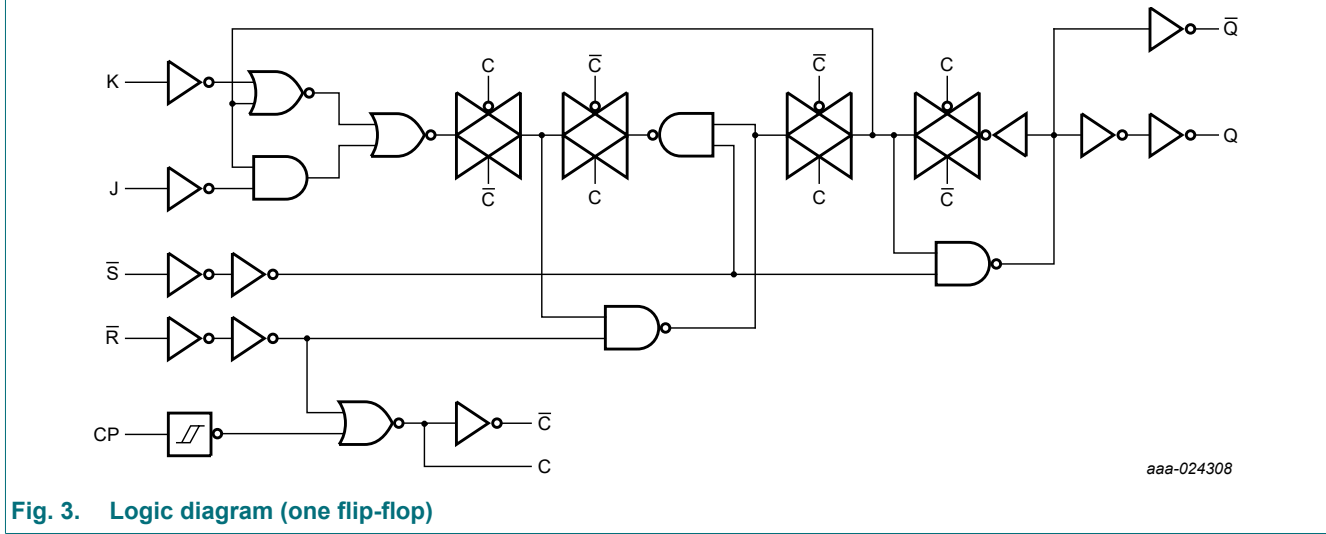 Q̅
C
C̅
C̅
C
K
Q
J
C̅
C
C
C̅
S̅
R̅
C̅
CP
C
aaa-024308
Fig. 3. Logic diagram (one flip-flop)